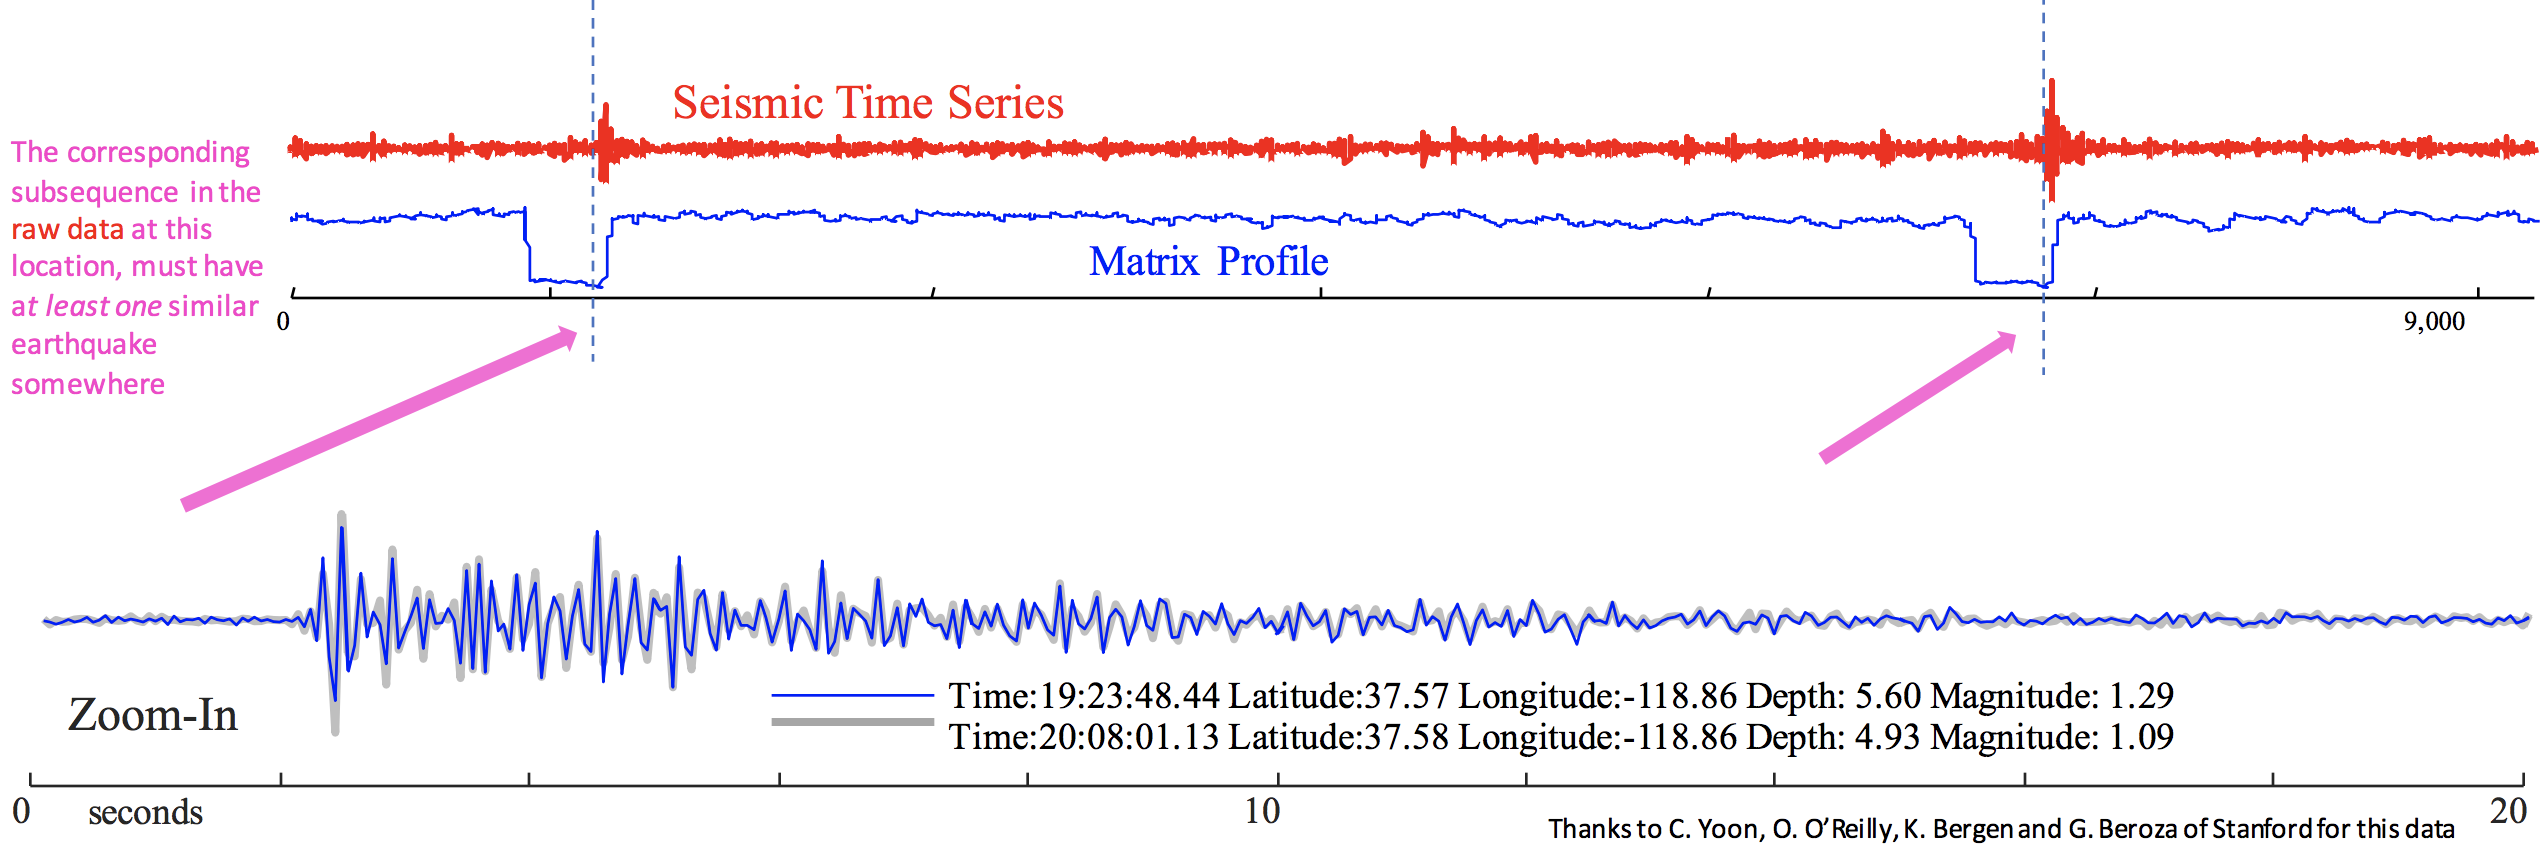 Seismic Time Series
The corresponding
subsequence in the
raw data at this
location, must have
at least one similar
earthquake
somewhere
Matrix Profile
0
9,000
Time:19:23:48.44 Latitude:37.57 Longitude:-118.86 Depth: 5.60 Magnitude: 1.29
Time:20:08:01.13 Latitude:37.58 Longitude:-118.86 Depth: 4.93 Magnitude: 1.09
Zoom-In
0 seconds 10 20
Thanks to C. Yoon, O. O’Reilly, K. Bergen and G. Beroza of Stanford for this data